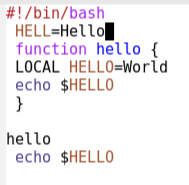 #!/bin/bash
HELL=Hello
function hello {
LOCAL HELLO=World
echo $HELLO
}
hello
echo $HELLO